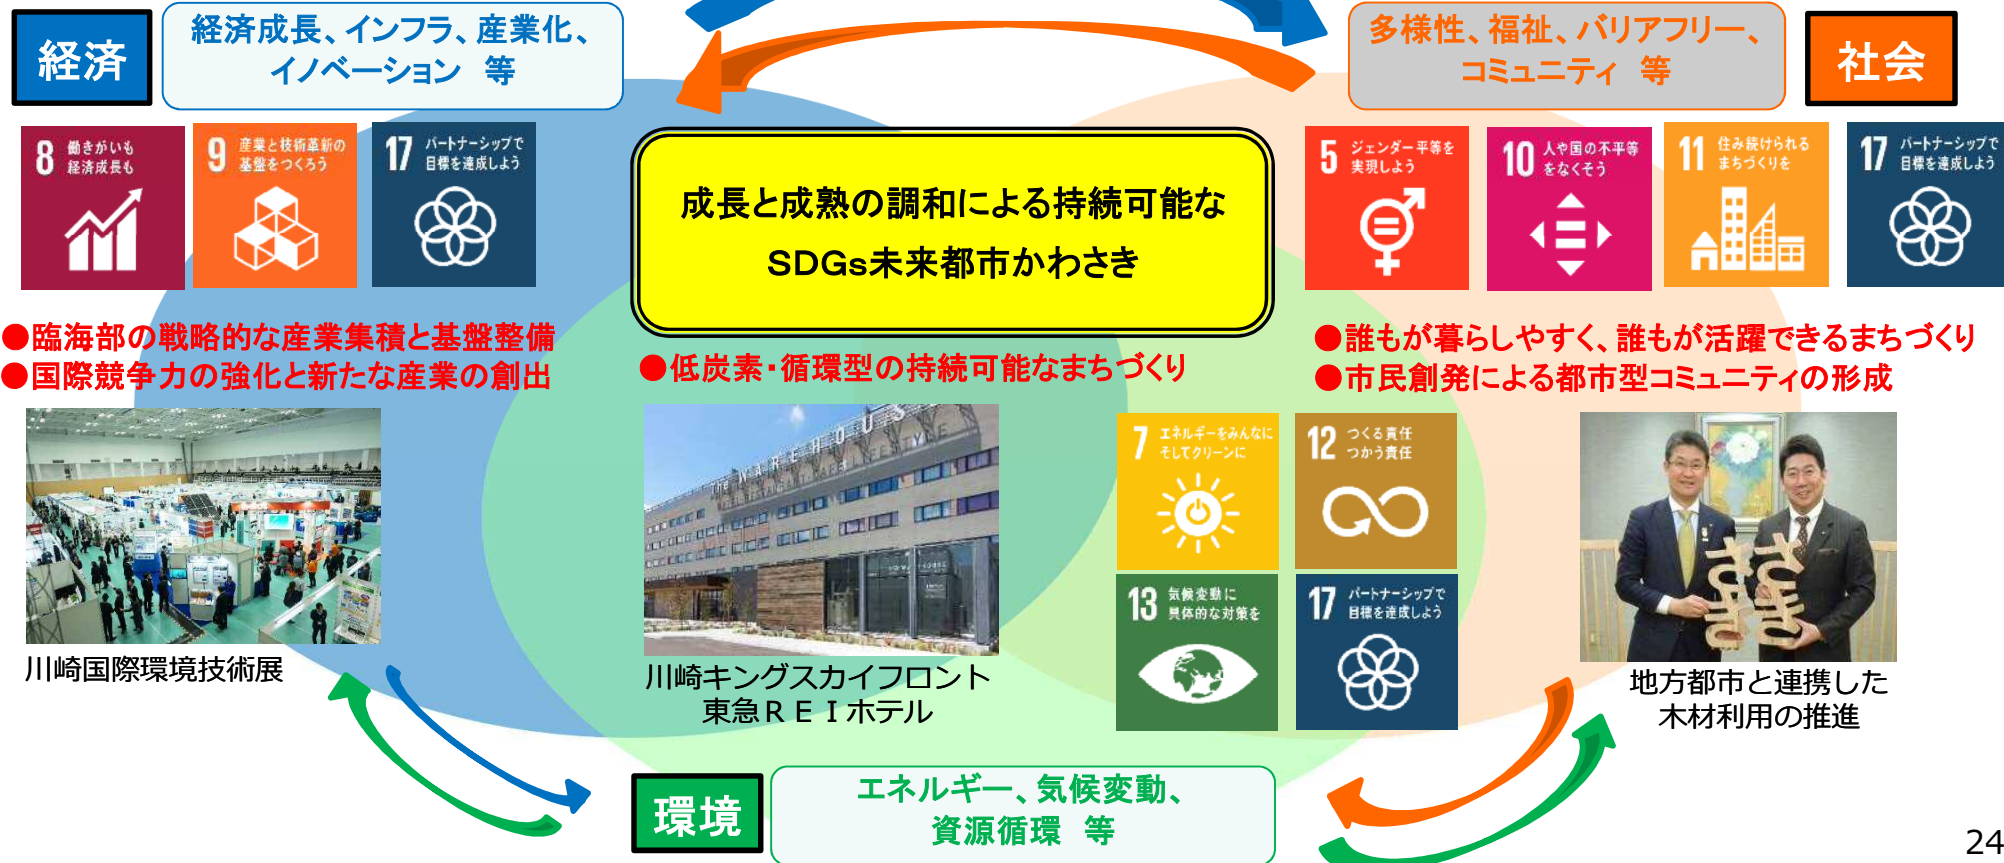 経済
経済成長、インフラ、産業化、
イノベーション 等
多様性、福祉、バリアフリー、
コミュニティ 等
社会
8 働きがいも
経済成長も
9 産業と技術革新の
基盤をつくろう
17 パートナーシップで
目標を達成しよう
成長と成熟の調和による持続可能な
SDGs未来都市かわさき
5 ジェンダー平等を
実現しよう
10 人や国の不平等
をなくそう
11 住み続けられる
まちづくりを
17 パートナーシップで
目標を達成しよう
●臨海部の戦略的な産業集積と基盤整備
●国際競争力の強化と新たな産業の創出
●低炭素・循環型の持続可能なまちづくり
●誰もが暮らしやすく、誰もが活躍できるまちづくり
●市民創発による都市型コミュニティの形成
The WAREHOUSE
7 エネルギーをみんなに
そしてクリーンに
12 つくる責任
つかう責任
13 気候変動に
具体的な対策を
17 パートナーシップで
目標を達成しよう
川崎国際環境技術展
川崎キングスカイフロント
東急ＲＥＩホテル
地方都市と連携した
木材利用の推進
環境
エネルギー、気候変動、
資源循環 等
24